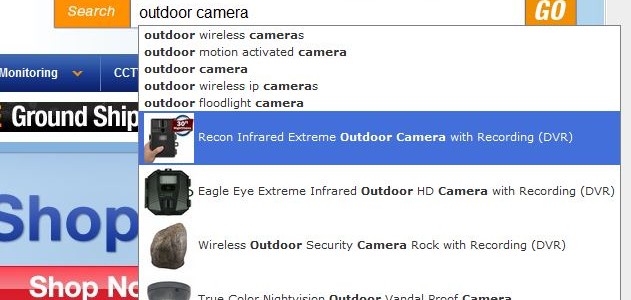 Search outdoor camera GO
outdoor wireless cameras
outdoor motion activated camera
outdoor camera
outdoor wireless ip cameras
outdoor floodlight camera
Monitoring CCT
Ground Ship
Recon Infrared Extreme Outdoor Camera with Recording (DVR)
Eagle Eye Extreme Infrared Outdoor HD Camera with Recording (DVR)
Shop
Wireless Outdoor Security Camera Rock with Recording (DVR)
Shop No
True Color Nightvision Outdoor Vandal Proof Camera